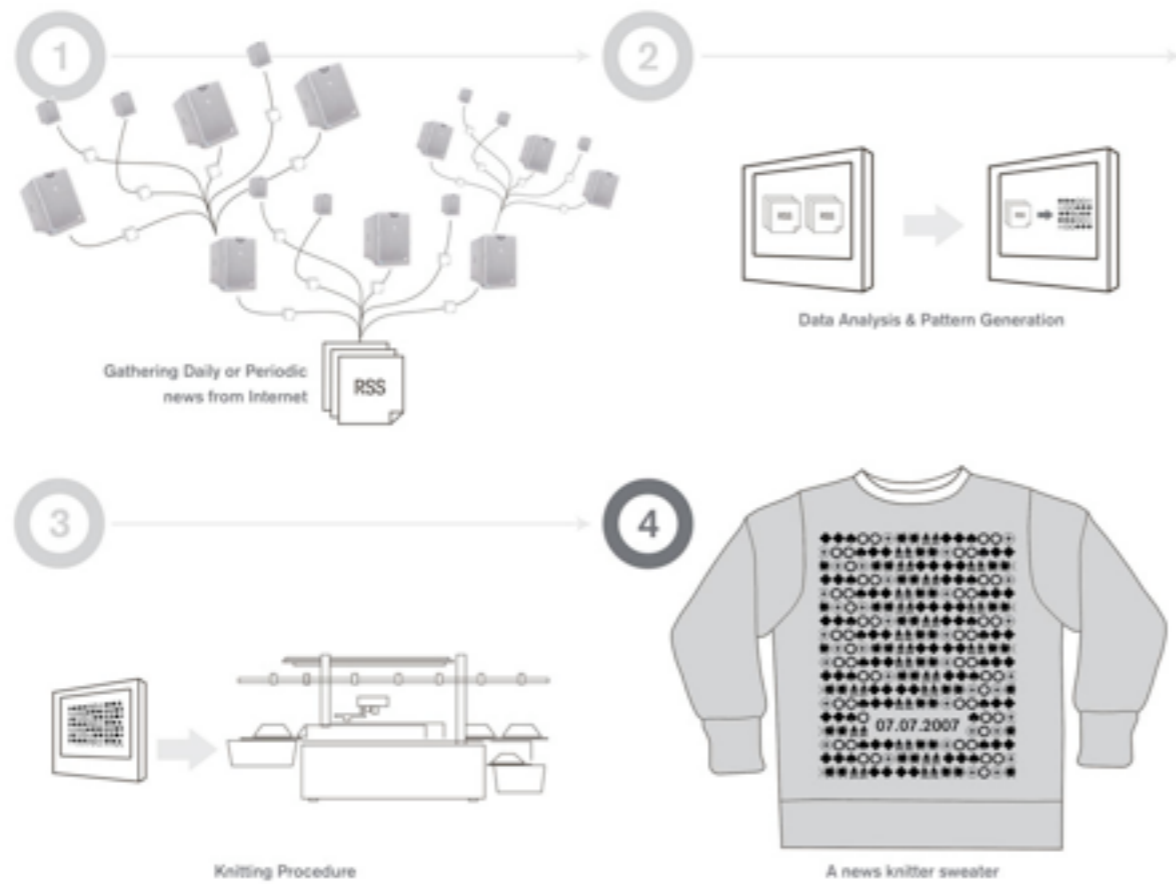 1
2
RSS
RSS
RSS
Data Analysis & Pattern Generation
Gathering Daily or Periodic
news from Internet
RSS
3
4
07.07.2007
Knitting Procedure
A news knitter sweater